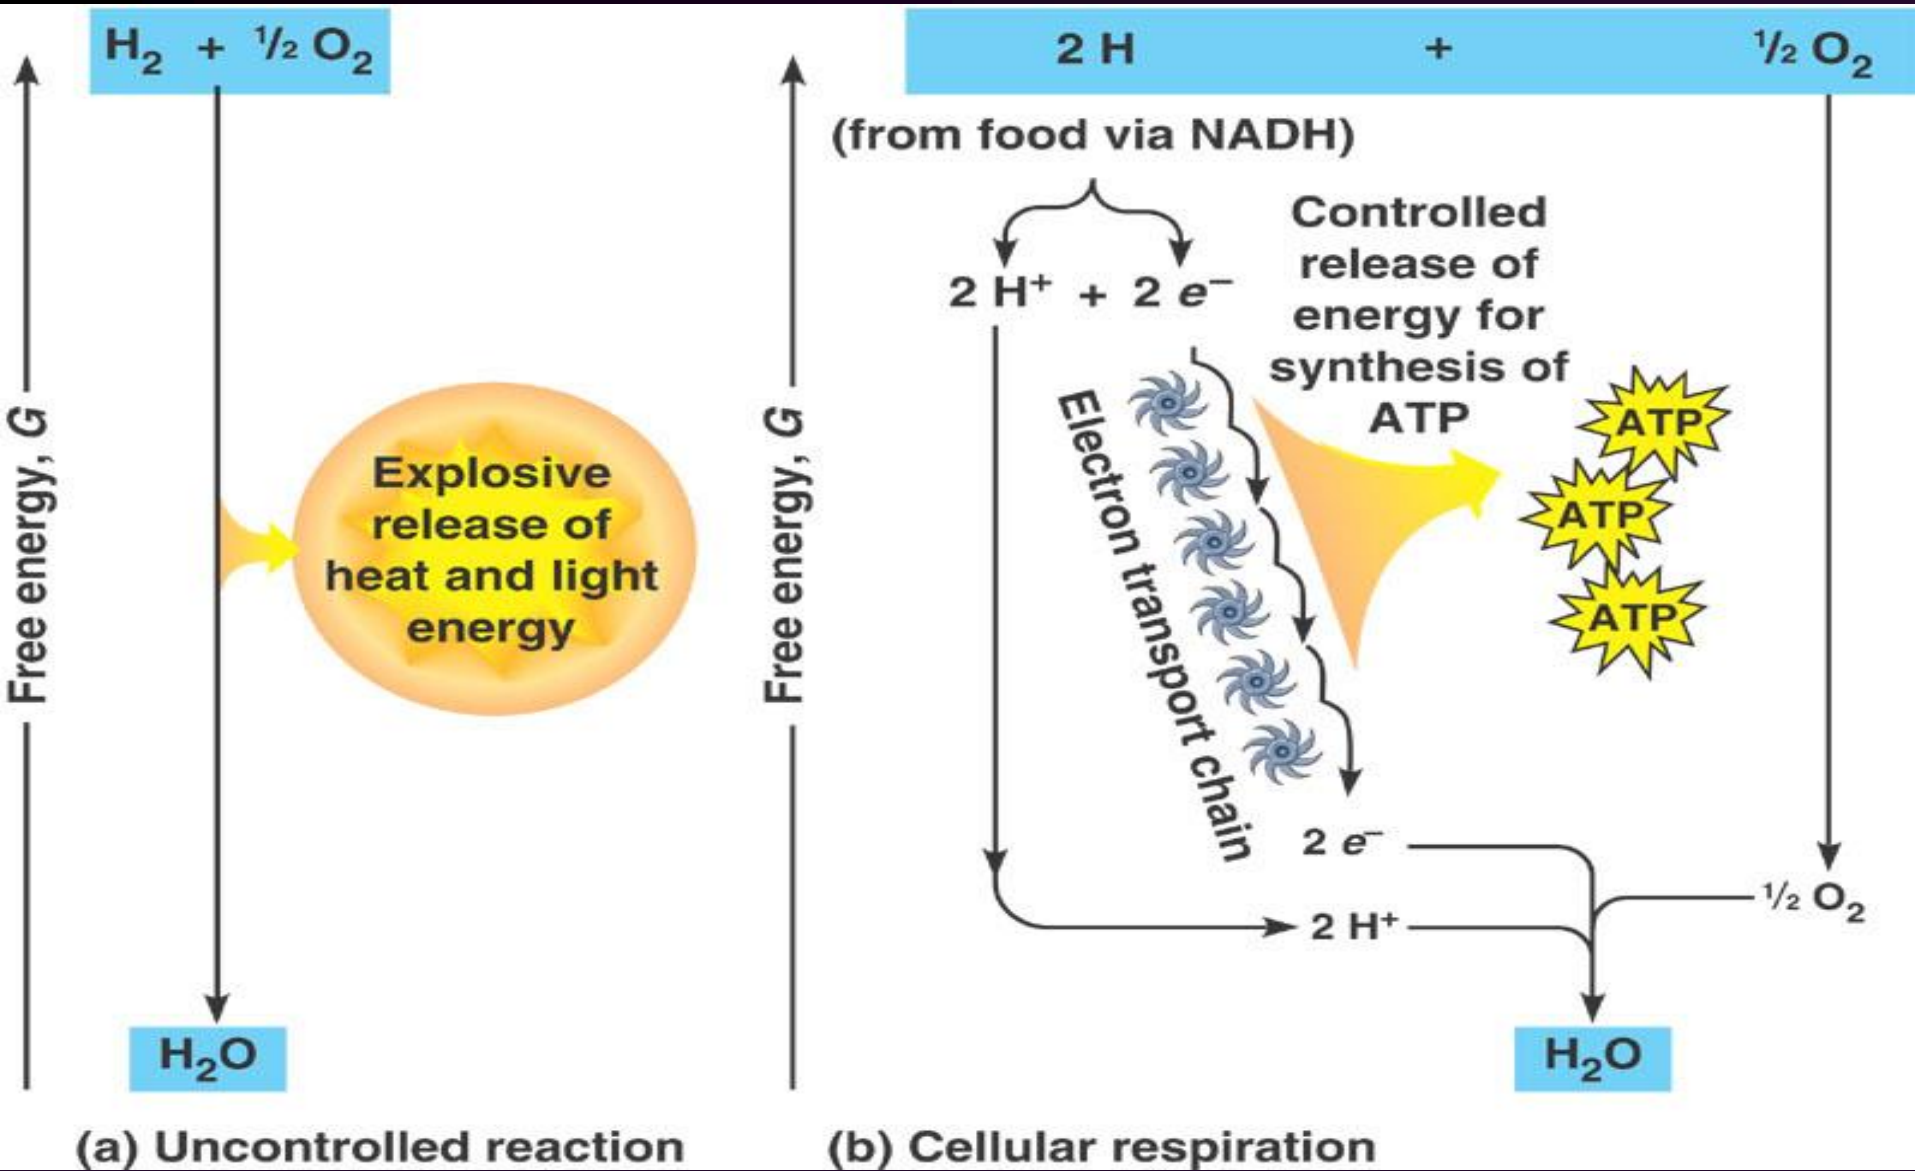 H₂ + ½ O₂
Free energy, G
Explosive
release of
heat and light
energy
H₂O
(a) Uncontrolled reaction
2 H + ½ O₂
(from food via NADH)
Free energy, G
2 H⁺ + 2 e⁻
Controlled
release of
energy for
synthesis of
ATP
Electron transport chain
ATP
ATP
ATP
2 e⁻
½ O₂
2 H⁺
H₂O
(b) Cellular respiration